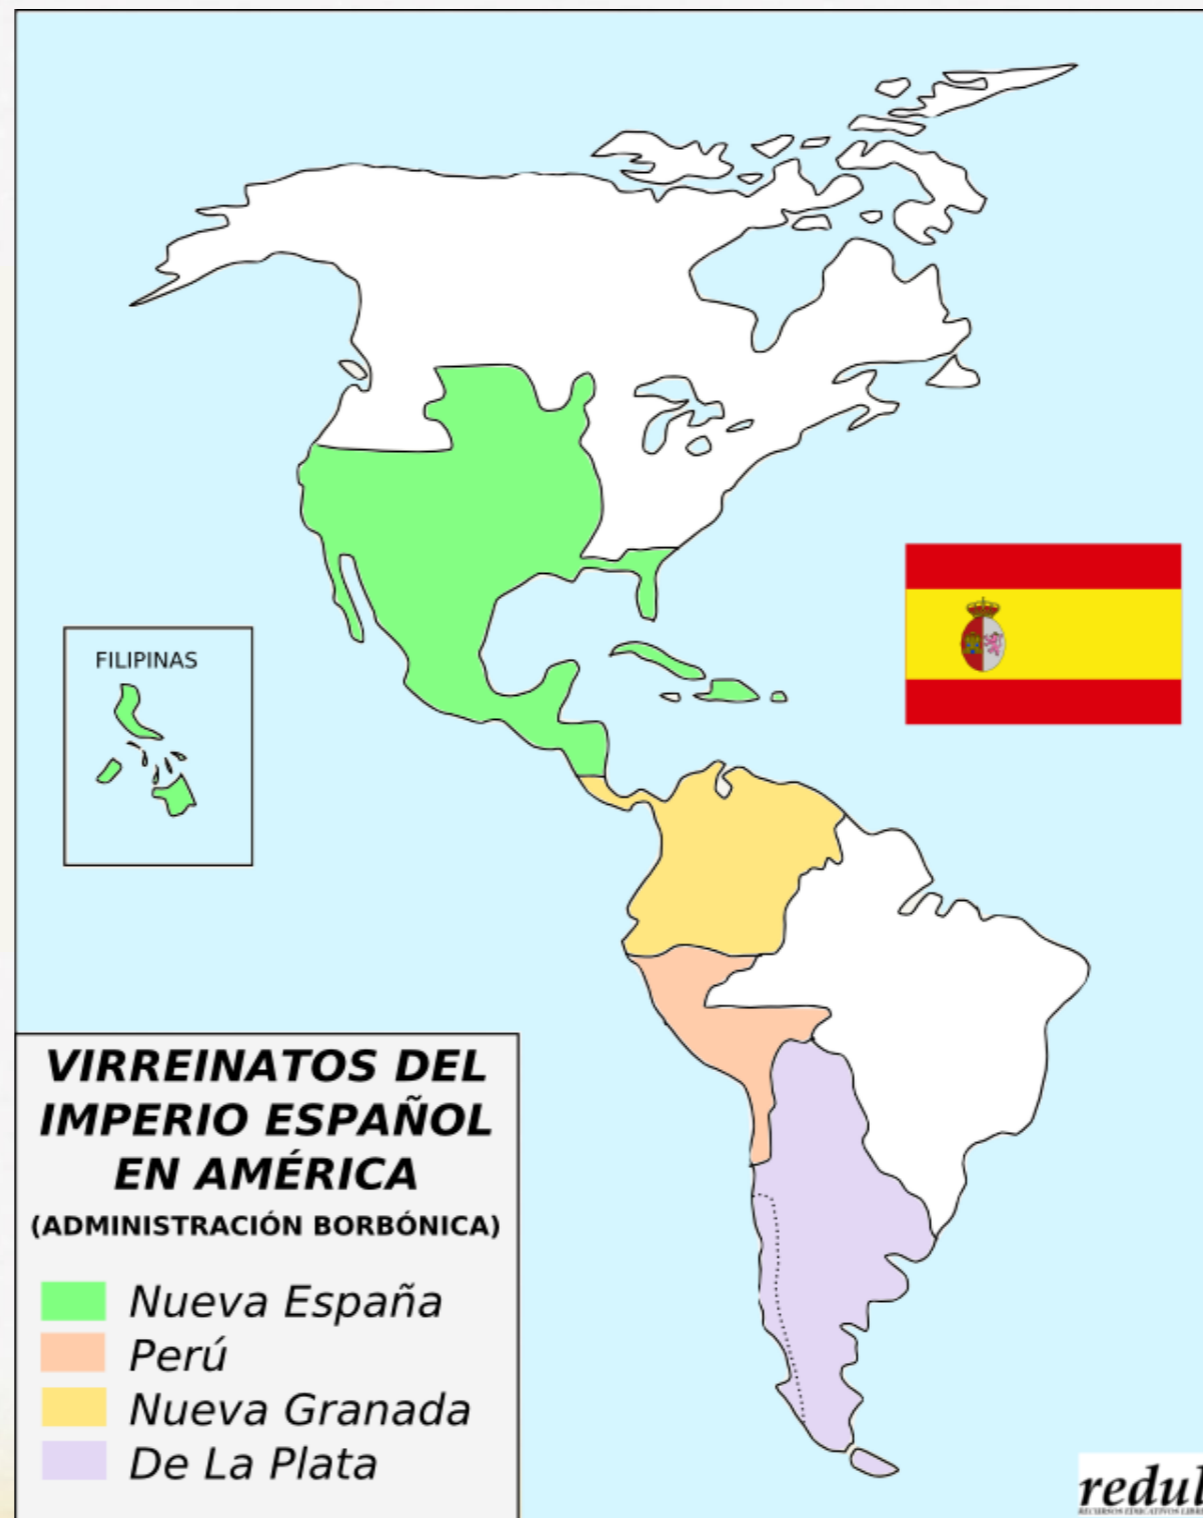 FILIPINAS
VIRREINATOS DEL
IMPERIO ESPAÑOL
EN AMÉRICA
(ADMINISTRACIÓN BORBÓNICA)
Nueva España
Perú
Nueva Granada
De La Plata
redul